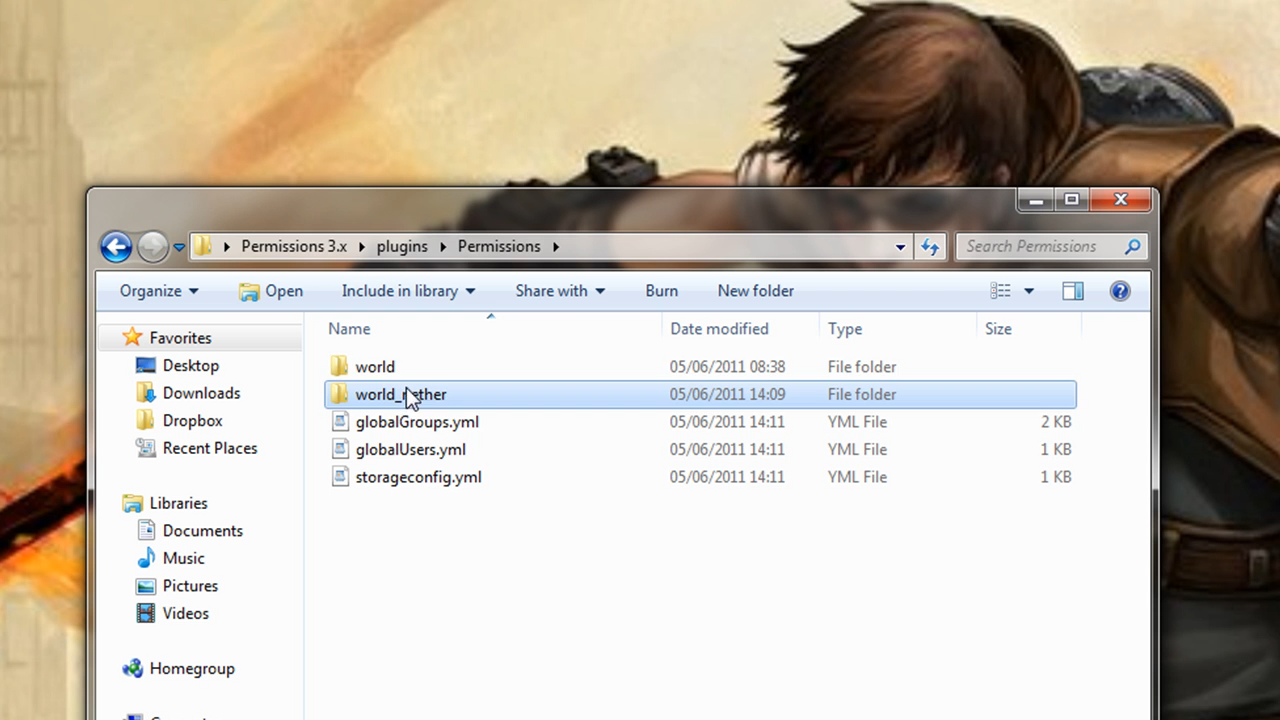 Permissions 3.x plugins Permissions
Search Permissions
Organize Open Include in library Share with Burn New folder
Name Date modified Type Size
Favorites
Desktop
Downloads
Dropbox
Recent Places
Libraries
Documents
Music
Pictures
Videos
Homegroup
world 05/06/2011 08:38 File folder
world_nether 05/06/2011 14:09 File folder
globalGroups.yml 05/06/2011 14:11 YML File 2 KB
globalUsers.yml 05/06/2011 14:11 YML File 1 KB
storageconfig.yml 05/06/2011 14:11 YML File 1 KB